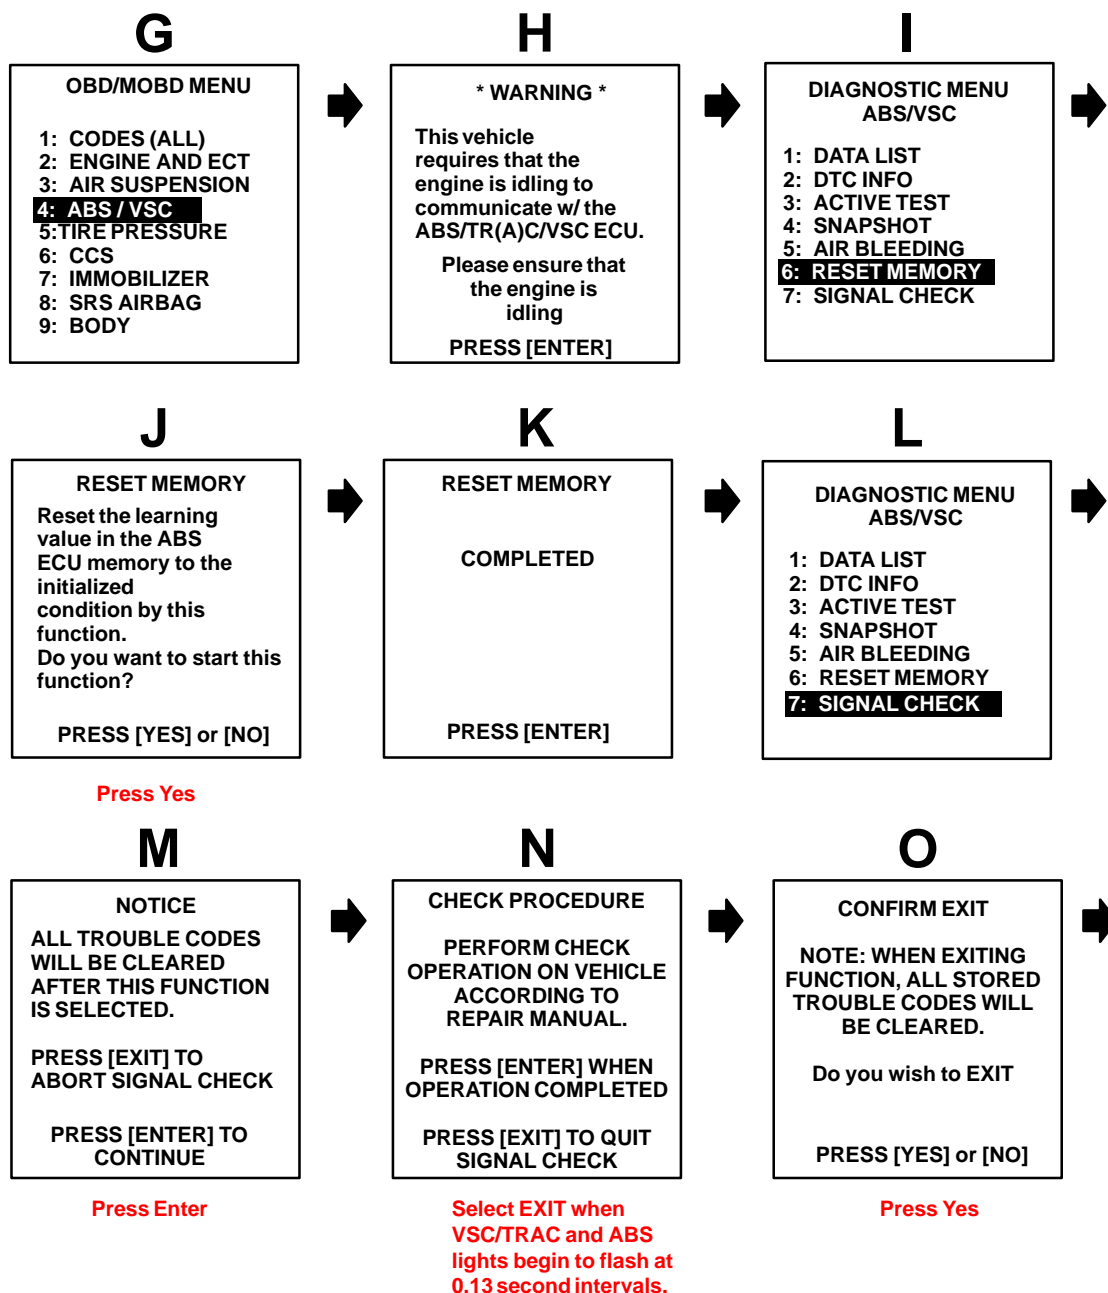 G
OBD/MOBD MENU
1: CODES (ALL)
2: ENGINE AND ECT
3: AIR SUSPENSION
4: ABS / VSC
5:TIRE PRESSURE
6: CCS
7: IMMOBILIZER
8: SRS AIRBAG
9: BODY
H
* WARNING *
This vehicle
requires that the
engine is idling to
communicate w/ the
ABS/TR(A)C/VSC ECU.
Please ensure that
the engine is
idling
PRESS [ENTER]
I
DIAGNOSTIC MENU
ABS/VSC
1: DATA LIST
2: DTC INFO
3: ACTIVE TEST
4: SNAPSHOT
5: AIR BLEEDING
6: RESET MEMORY
7: SIGNAL CHECK
J
RESET MEMORY
Reset the learning
value in the ABS
ECU memory to the
initialized
condition by this
function.
Do you want to start this
function?
PRESS [YES] or [NO]
Press Yes
K
RESET MEMORY
COMPLETED
PRESS [ENTER]
L
DIAGNOSTIC MENU
ABS/VSC
1: DATA LIST
2: DTC INFO
3: ACTIVE TEST
4: SNAPSHOT
5: AIR BLEEDING
6: RESET MEMORY
7: SIGNAL CHECK
M
NOTICE
ALL TROUBLE CODES
WILL BE CLEARED
AFTER THIS FUNCTION
IS SELECTED.
PRESS [EXIT] TO
ABORT SIGNAL CHECK
PRESS [ENTER] TO
CONTINUE
Press Enter
N
CHECK PROCEDURE
PERFORM CHECK
OPERATION ON VEHICLE
ACCORDING TO
REPAIR MANUAL.
PRESS [ENTER] WHEN
OPERATION COMPLETED
PRESS [EXIT] TO QUIT
SIGNAL CHECK
Select EXIT when
VSC/TRAC and ABS
lights begin to flash at
0.13 second intervals.
O
CONFIRM EXIT
NOTE: WHEN EXITING
FUNCTION, ALL STORED
TROUBLE CODES WILL
BE CLEARED.
Do you wish to EXIT
PRESS [YES] or [NO]
Press Yes